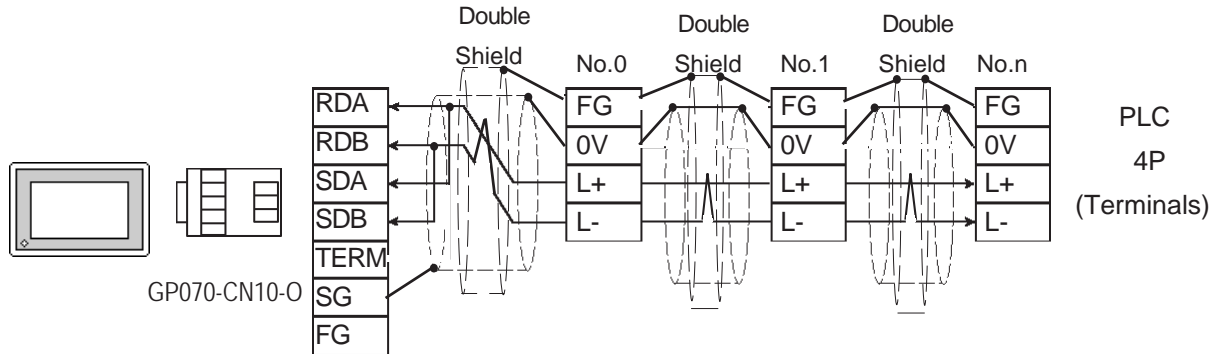 Double
Double
Double
Shield
No.0
Shield
No.1
Shield
No.n
RDA
FG
FG
FG
PLC
RDB
0V
0V
0V
4P
SDA
L+
L+
L+
(Terminals)
SDB
L-
L-
L-
TERM
GP070-CN10-O
SG
FG